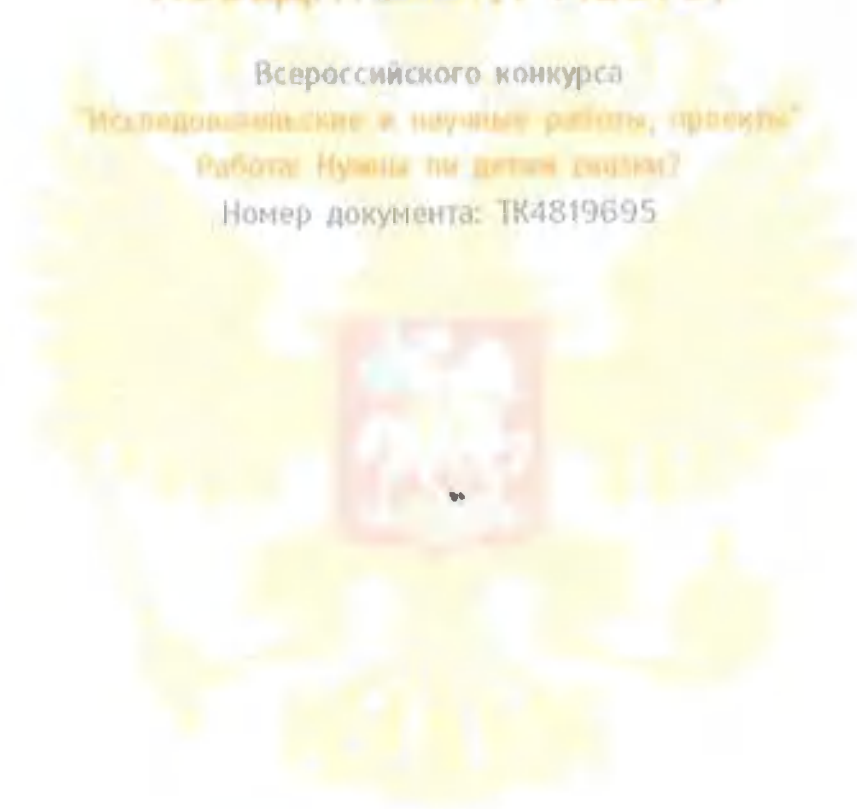 Всероссийского конкурса
"Исследовательские и научные работы, проекты"
Работа: Нужны ли детям сказки?
Номер документа: ТК4819695